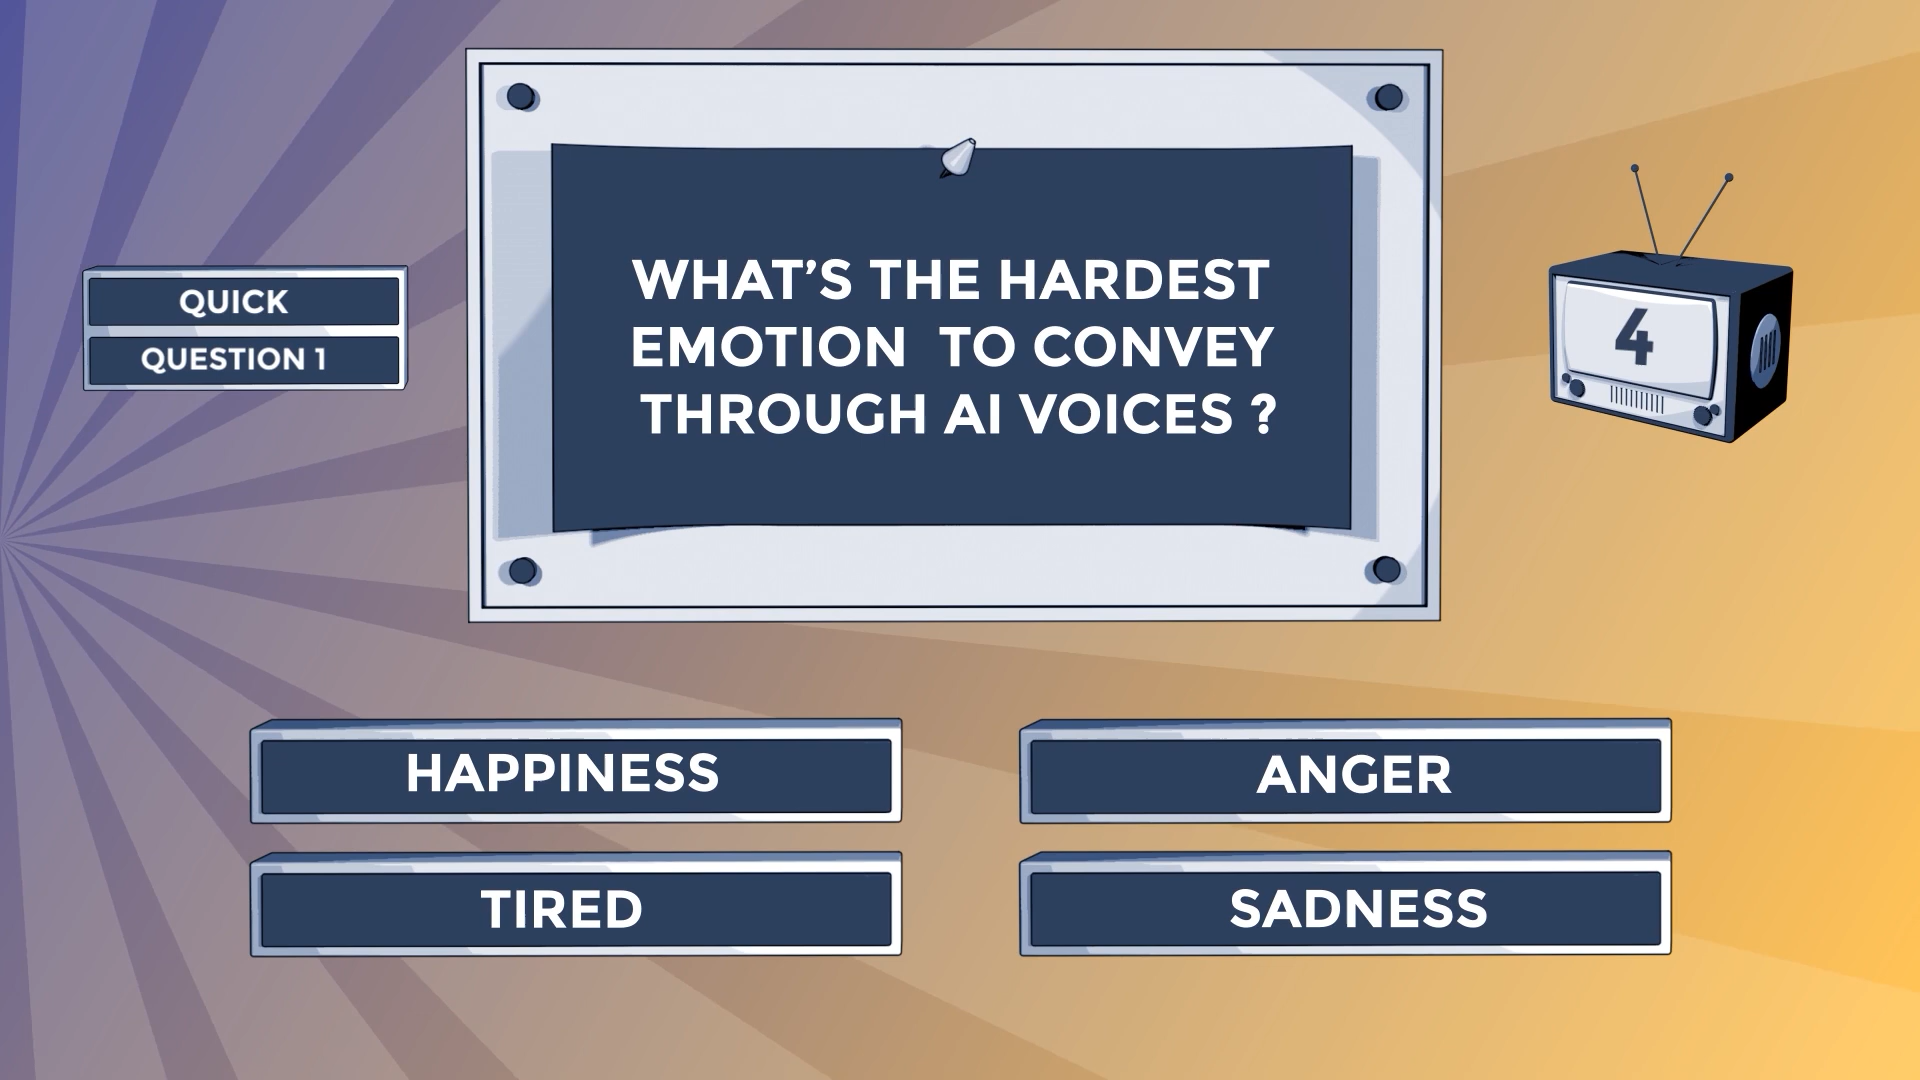 QUICK
QUESTION 1
WHAT’S THE HARDEST
EMOTION TO CONVEY
THROUGH AI VOICES ?
4
HAPPINESS
ANGER
TIRED
SADNESS